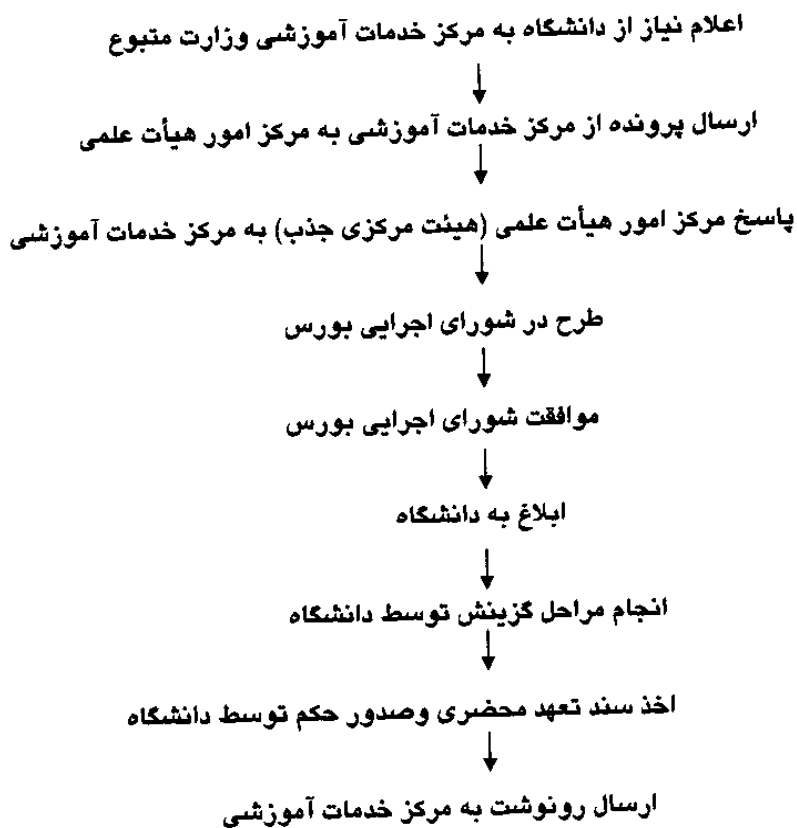 اعلام نیاز از دانشگاه به مرکز خدمات آموزشی وزارت متبوع
ارسال پرونده از مرکز خدمات آموزشی به مرکز امور هیأت علمی
پاسخ مرکز امور هیأت علمی (هیئت مرکزی جذب) به مرکز خدمات آموزشی
طرح در شورای اجرایی بورس
موافقت شورای اجرایی بورس
ابلاغ به دانشگاه
انجام مراحل گزینش توسط دانشگاه
اخذ سند تعهد محضری وصدور حکم توسط دانشگاه
ارسال رونوشت به مرکز خدمات آموزشی